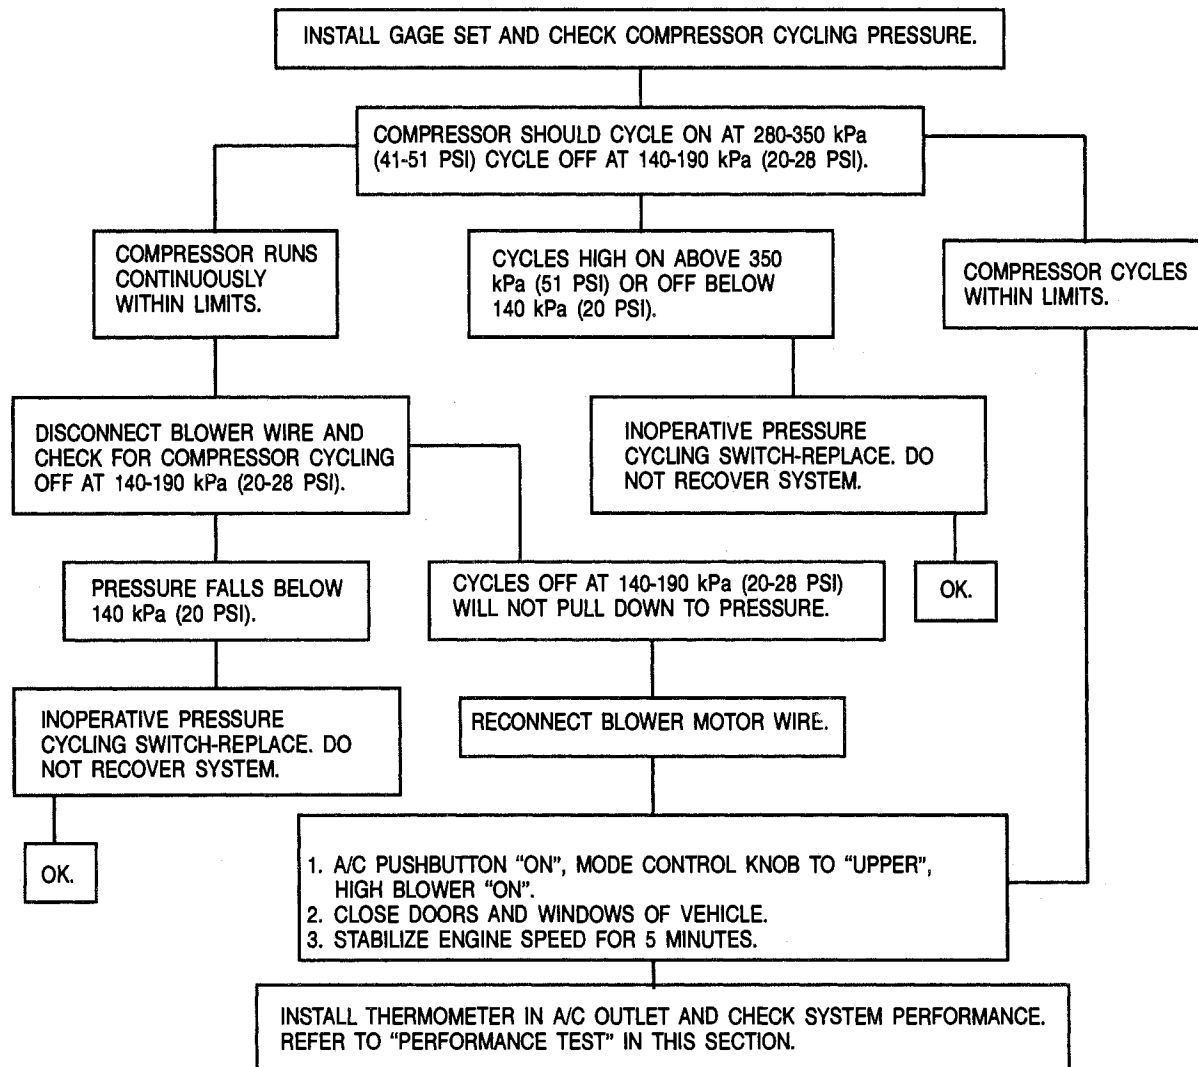 INSTALL GAGE SET AND CHECK COMPRESSOR CYCLING PRESSURE.
COMPRESSOR SHOULD CYCLE ON AT 280-350 kPa
(41-51 PSI) CYCLE OFF AT 140-190 kPa (20-28 PSI).
COMPRESSOR RUNS
CONTINUOUSLY
WITHIN LIMITS.
CYCLES HIGH ON ABOVE 350
kPa (51 PSI) OR OFF BELOW
140 kPa (20 PSI).
COMPRESSOR CYCLES
WITHIN LIMITS.
DISCONNECT BLOWER WIRE AND
CHECK FOR COMPRESSOR CYCLING
OFF AT 140-190 kPa (20-28 PSI).
INOPERATIVE PRESSURE
CYCLING SWITCH-REPLACE. DO
NOT RECOVER SYSTEM.
PRESSURE FALLS BELOW
140 kPa (20 PSI).
CYCLES OFF AT 140-190 kPa (20-28 PSI)
WILL NOT PULL DOWN TO PRESSURE.
OK.
INOPERATIVE PRESSURE
CYCLING SWITCH-REPLACE. DO
NOT RECOVER SYSTEM.
RECONNECT BLOWER MOTOR WIRE.
OK.
1. A/C PUSHBUTTON “ON”, MODE CONTROL KNOB TO “UPPER”,
HIGH BLOWER “ON”.
2. CLOSE DOORS AND WINDOWS OF VEHICLE.
3. STABILIZE ENGINE SPEED FOR 5 MINUTES.
INSTALL THERMOMETER IN A/C OUTLET AND CHECK SYSTEM PERFORMANCE.
REFER TO “PERFORMANCE TEST” IN THIS SECTION.